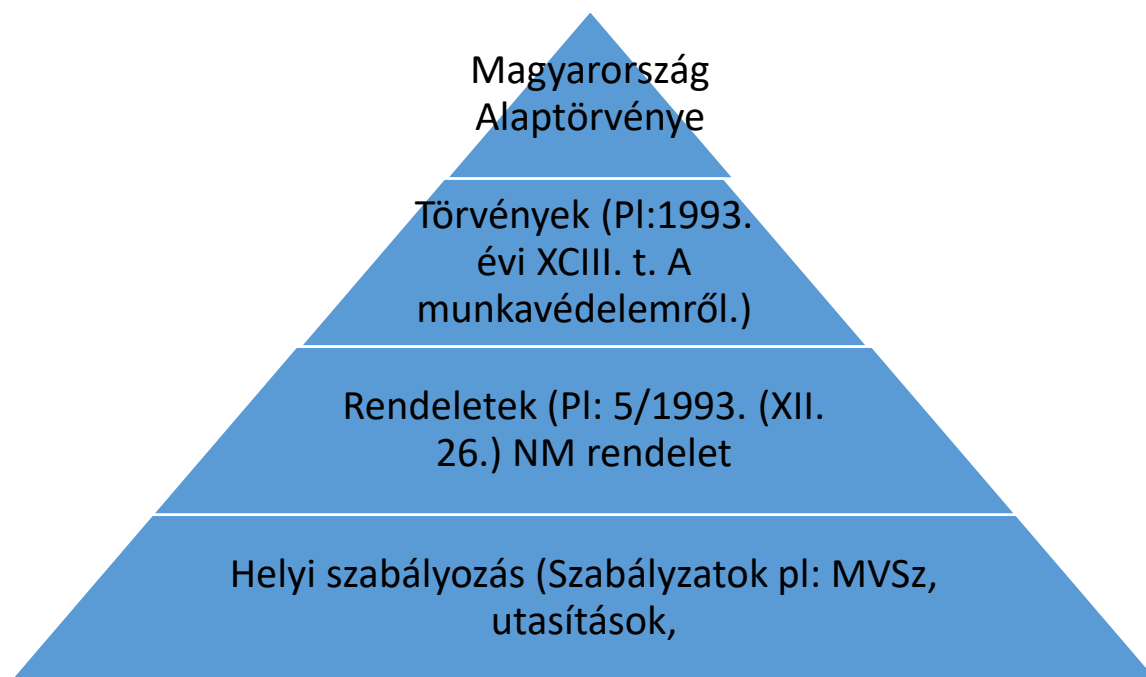 Magyarország
Alaptörvénye
Törvények (Pl:1993.
évi XCIII. t. A
munkavédelemről.)
Rendeletek (Pl: 5/1993. (XII.
26.) NM rendelet
Helyi szabályozás (Szabályzatok pl: MVSz,
utasítások,